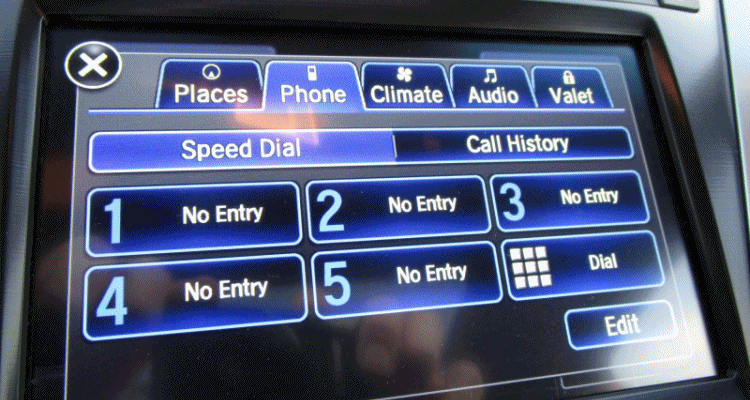 Places Phone Climate Audio Valet
Speed Dial Call History
1 No Entry 2 No Entry 3 No Entry
4 No Entry 5 No Entry Dial
Edit